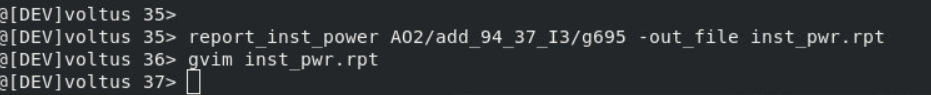 @[DEV]voltus 35>
@[DEV]voltus 35> report_inst_power AO2/add_94_37_I3/g695 -out_file inst_pwr.rpt
@[DEV]voltus 36> gvim inst_pwr.rpt
@[DEV]voltus 37>